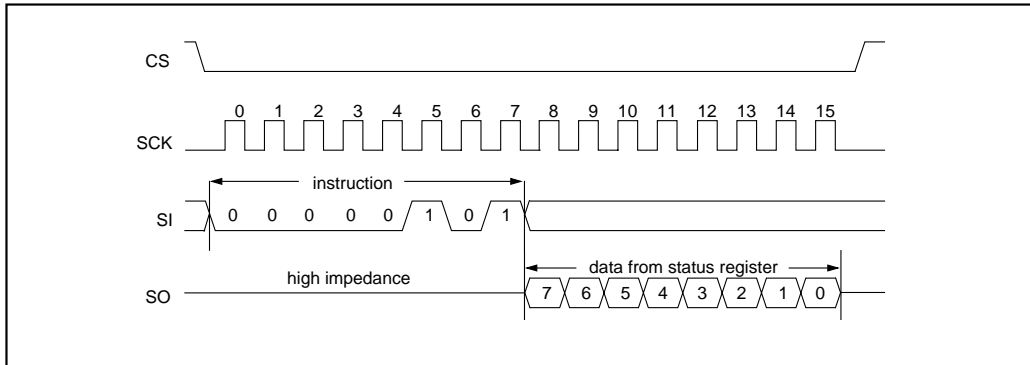 CS
0 1 2 3 4 5 6 7 8 9 10 11 12 13 14 15
SCK
instruction
SI 0 0 0 0 0 1 0 1
data from status register
high impedance
SO 7 6 5 4 3 2 1 0